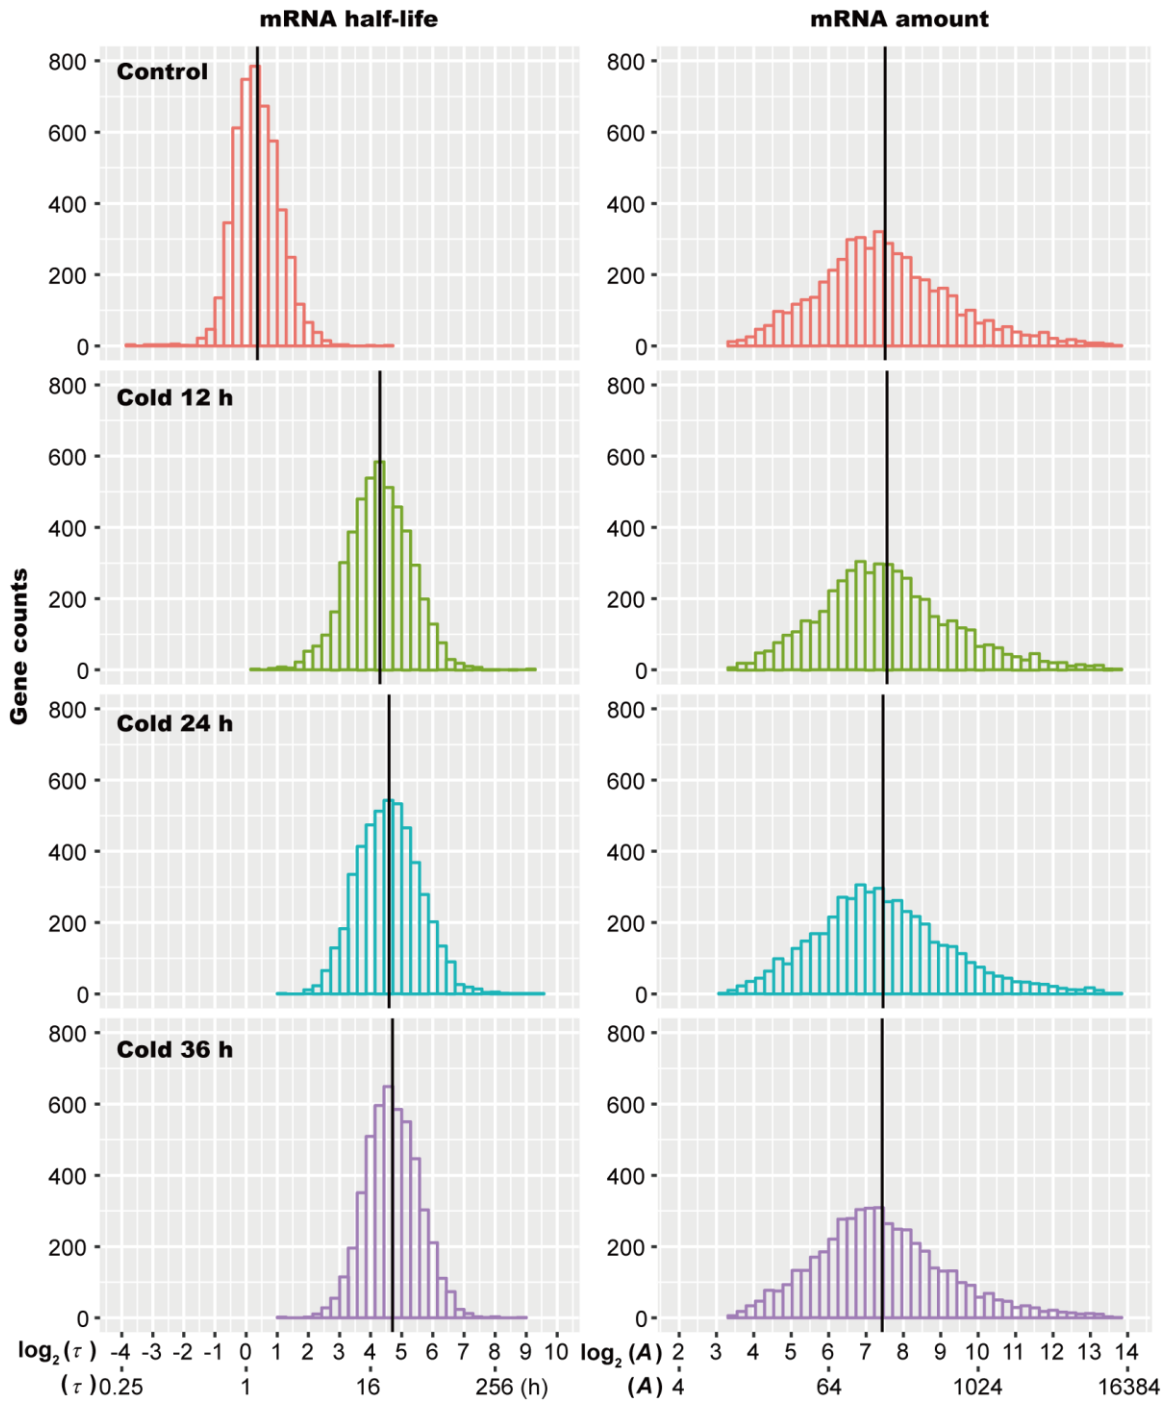 mRNA half-life mRNA amount
Gene counts
Control
800 800
600 600
400 400
200 200
0 0
Cold 12 h
800 800
600 600
400 400
200 200
0 0
Cold 24 h
800 800
600 600
400 400
200 200
0 0
Cold 36 h
800 800
600 600
400 400
200 200
0 0
log2(τ) -4 -3 -2 -1 0 1 2 3 4 5 6 7 8 9 10 log2(A) 2 3 4 5 6 7 8 9 10 11 12 13 14
(τ) 0.25 1 16 256 (h) (A) 4 64 1024 16384